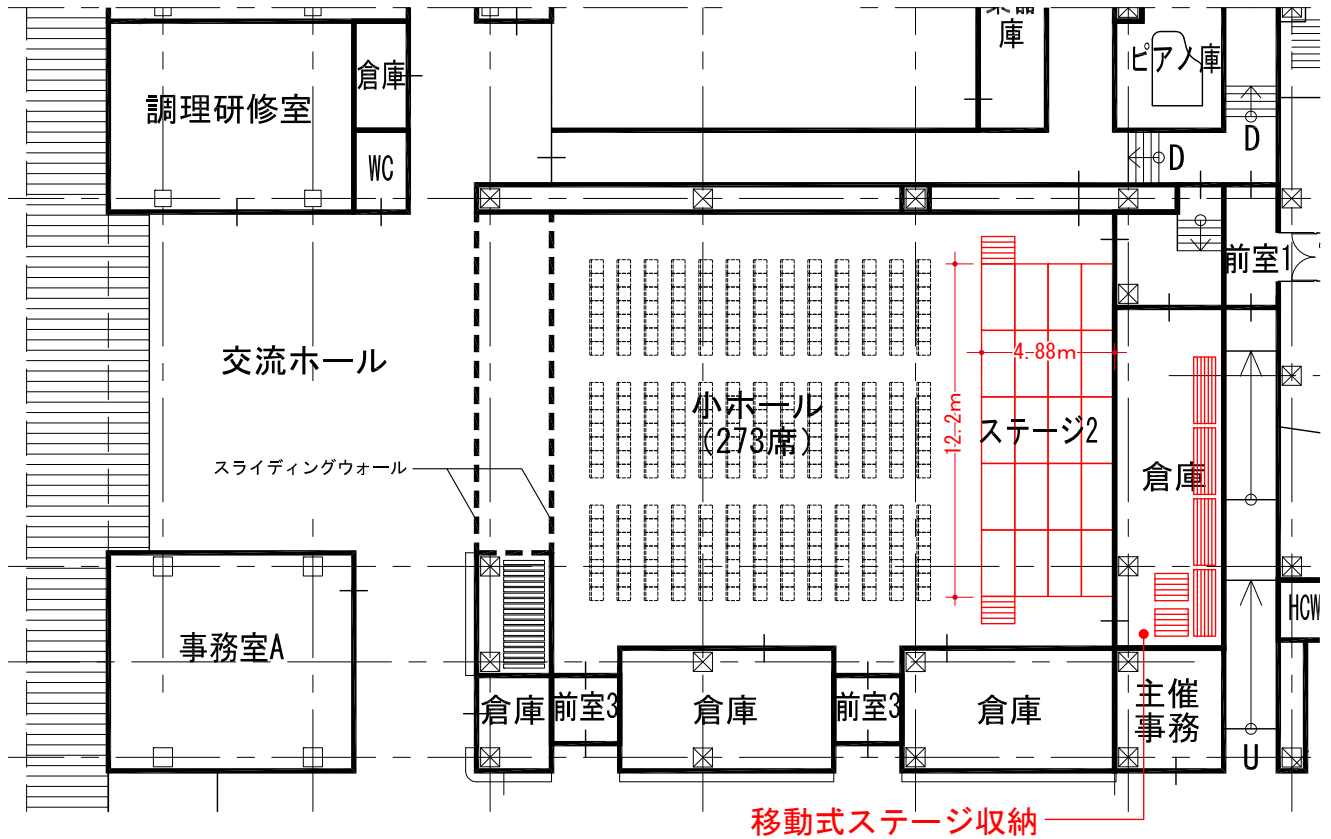 庫
ピアノ庫
倉庫
調理研修室
WC
D
D
前室1
交流ホール
4.88m
小ホール
(273席)
12.2m
ステージ2
スライディングウォール
倉庫
HCW
事務室A
倉庫
前室3
倉庫
前室3
倉庫
主催
事務
U
移動式ステージ収納